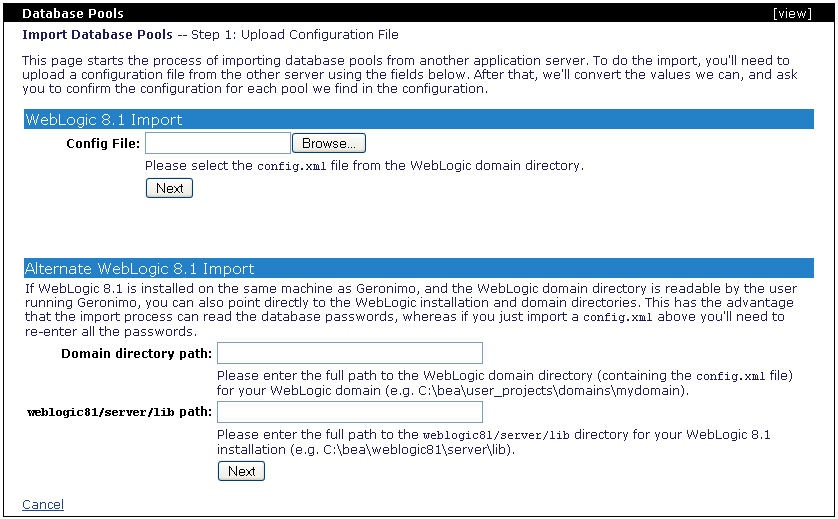 Database Pools [view]
Import Database Pools -- Step 1: Upload Configuration File
This page starts the process of importing database pools from another application server. To do the import, you'll need to
upload a configuration file from the other server using the fields below. After that, we'll convert the values we can, and ask
you to confirm the configuration for each pool we find in the configuration.
WebLogic 8.1 Import
Config File: Browse...
Please select the config.xml file from the WebLogic domain directory.
Next
Alternate WebLogic 8.1 Import
If WebLogic 8.1 is installed on the same machine as Geronimo, and the WebLogic domain directory is readable by the user
running Geronimo, you can also point directly to the WebLogic installation and domain directories. This has the advantage
that the import process can read the database passwords, whereas if you just import a config.xml above you'll need to
re-enter all the passwords.
Domain directory path:
Please enter the full path to the WebLogic domain directory (containing the config.xml file)
for your WebLogic domain (e.g. C:\bea\user_projects\domains\mydomain).
weblogic81/server/lib path:
Please enter the full path to the weblogic81/server/lib directory for your WebLogic 8.1
installation (e.g. C:\bea\weblogic81\server\lib).
Next
Cancel